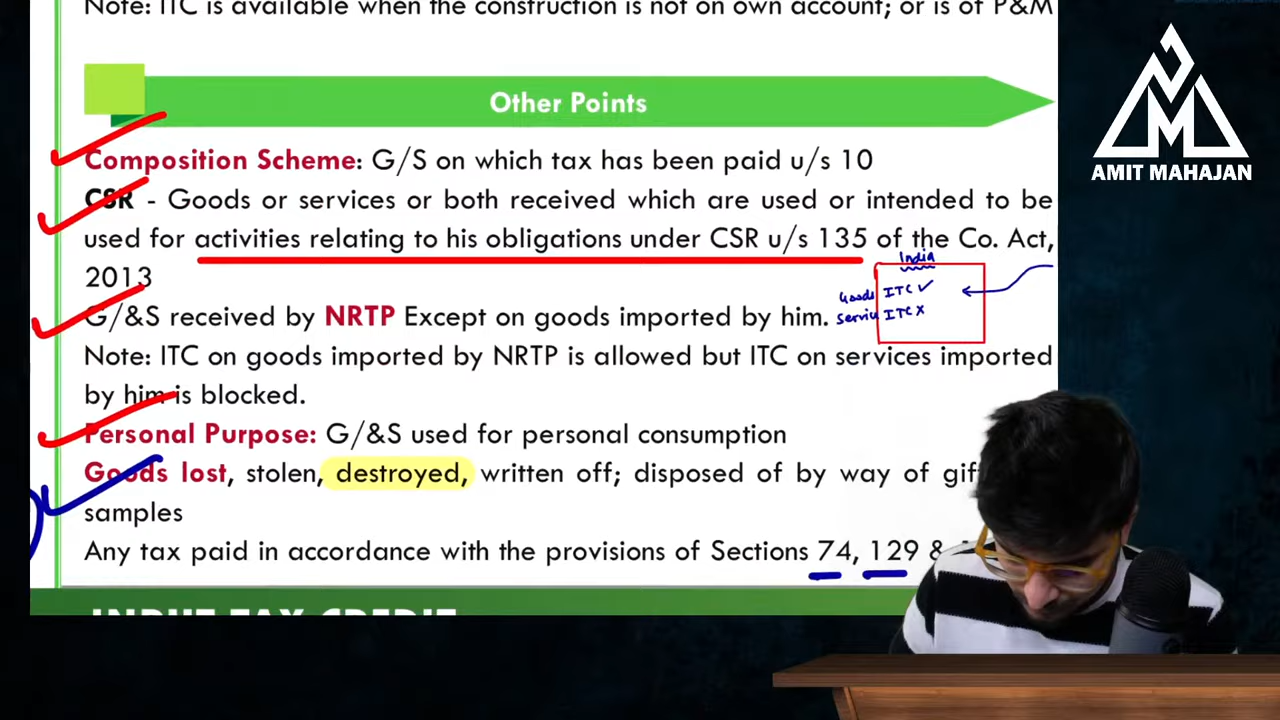 Note: ITC is available when the construction is not on own account; or is of P&M
Other Points
Composition Scheme: G/S on which tax has been paid u/s 10
CSR - Goods or services or both received which are used or intended to be
used for activities relating to his obligations under CSR u/s 135 of the Co. Act,
2013
India
Goods ITC ✓
Service ITC X
G/&S received by NRTP Except on goods imported by him.
Note: ITC on goods imported by NRTP is allowed but ITC on services imported
by him is blocked.
Personal Purpose: G/&S used for personal consumption
Goods lost, stolen, destroyed, written off; disposed of by way of
samples
Any tax paid in accordance with the provisions of Sections 74, 129 &
INPUT TAX CREDIT
AMIT MAHAJAN